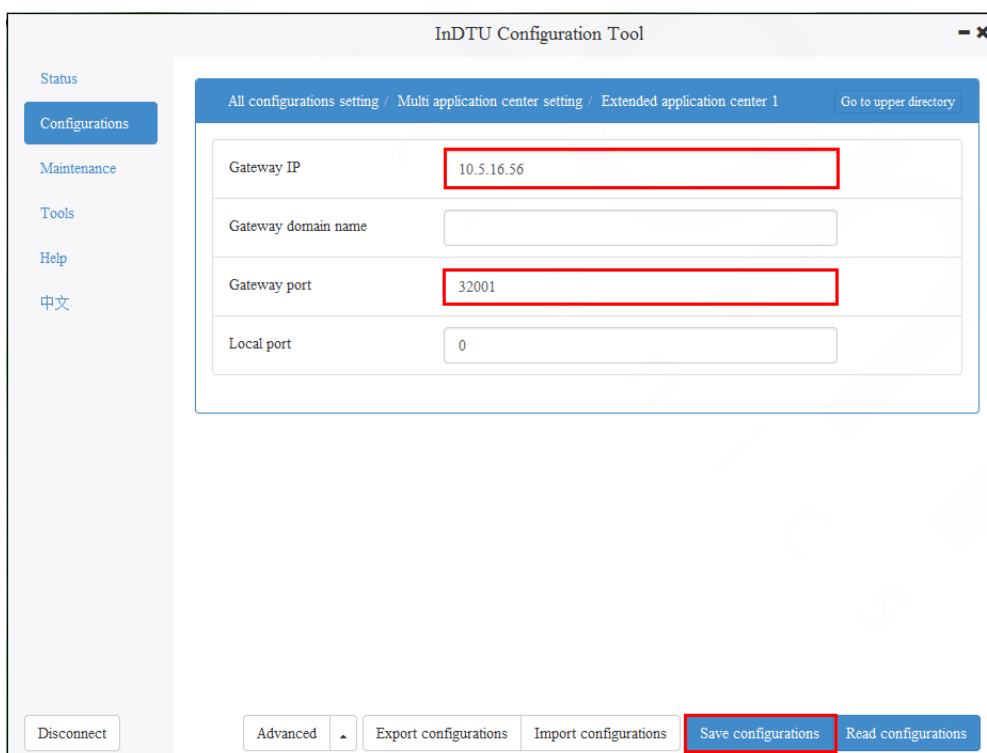 InDTU Configuration Tool
Status
Configurations
Maintenance
Tools
Help
中文
All configurations setting / Multi application center setting / Extended application center 1
Go to upper directory
Gateway IP 10.5.16.56
Gateway domain name
Gateway port 32001
Local port 0
Disconnect
Advanced
Export configurations
Import configurations
Save configurations
Read configurations